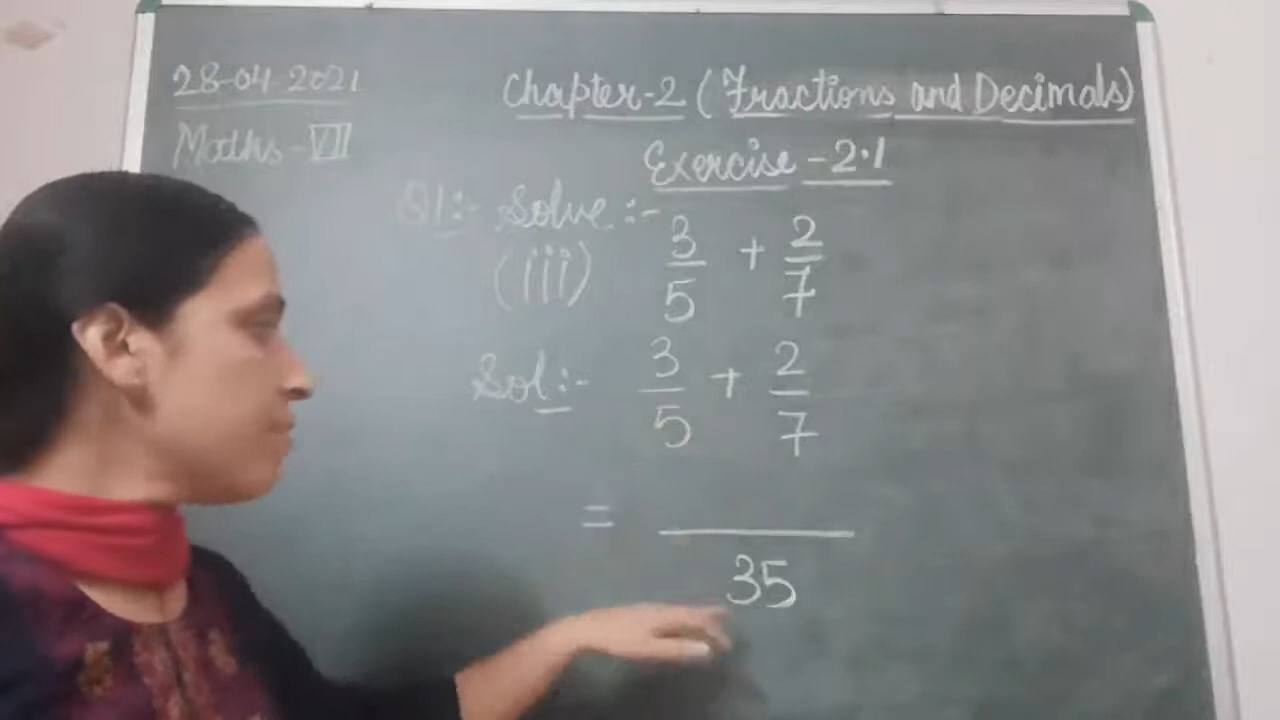 28-04-2021
Maths-VII
Chapter-2 (Fractions and Decimals)
Exercise-2.1
Q1:- Solve:-
(iii) 3/5 + 2/7
Sol:- 3/5 + 2/7
= /35